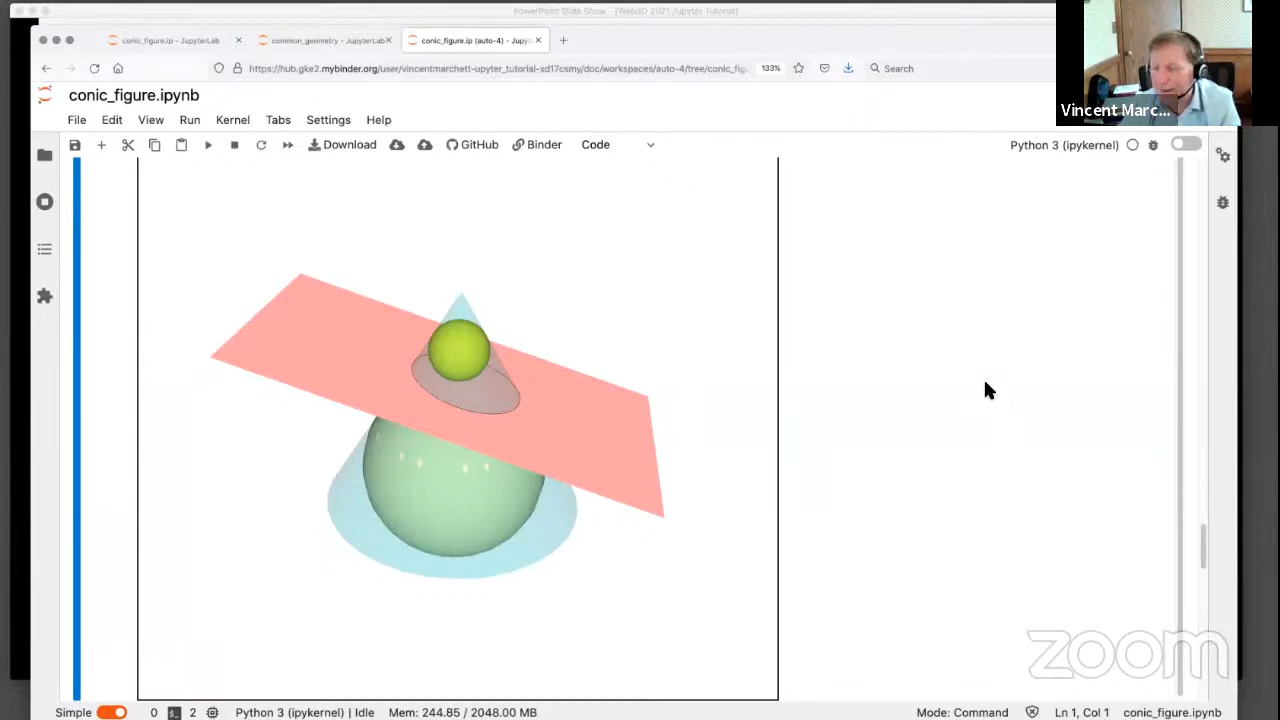 PowerPoint Slide Show - [Web3D 2021 Jupyter Tutorial]
conic_figure.ip - JupyterLab
common_geometry - JupyterLab
conic_figure.ip (auto-4) - Jupyt
https://hub.gke2.mybinder.org/user/vincentmarchett-upyter_tutorial-xd17csmy/doc/workspaces/auto-4/tree/conic_fig
133%
Search
Vincent Marc...
conic_figure.ipynb
File Edit View Run Kernel Tabs Settings Help
Download GitHub Binder Code Python 3 (ipykernel)
zoom
Simple 0 2 Python 3 (ipykernel) | Idle Mem: 244.85 / 2048.00 MB Mode: Command Ln 1, Col 1 conic_figure.ipynb